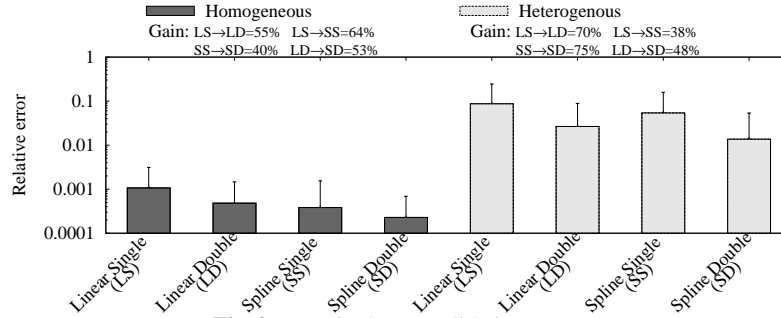 Homogeneous Heterogenous
Gain: LS→LD=55% LS→SS=64%
SS→SD=40% LD→SD=53%
Gain: LS→LD=70% LS→SS=38%
SS→SD=75% LD→SD=48%
Relative error
1
0.1
0.01
0.001
0.0001
Linear Single
(LS)
Linear Double
(LD)
Spline Single
(SS)
Spline Double
(SD)
Linear Single
(LS)
Linear Double
(LD)
Spline Single
(SS)
Spline Double
(SD)